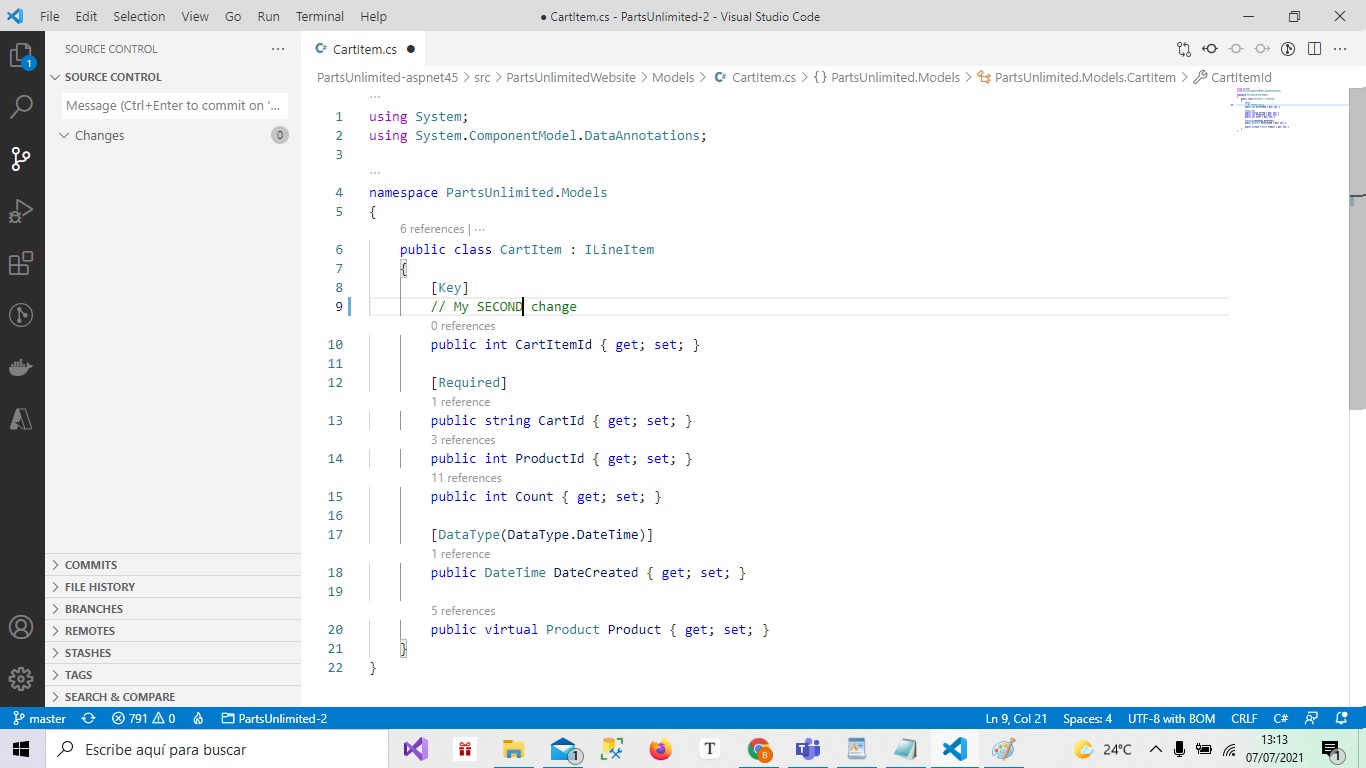 File Edit Selection View Go Run Terminal Help ● CartItem.cs - PartsUnlimited-2 - Visual Studio Code
SOURCE CONTROL ···
SOURCE CONTROL
Message (Ctrl+Enter to commit on '...
Changes 0
COMMITS
FILE HISTORY
BRANCHES
REMOTES
STASHES
TAGS
SEARCH & COMPARE
1
C# CartItem.cs ●
PartsUnlimited-aspnet45 > src > PartsUnlimitedWebsite > Models > C# CartItem.cs > {} PartsUnlimited.Models > PartsUnlimited.Models.CartItem > CartItemId
...
1 using System;
2 using System.ComponentModel.DataAnnotations;
3
...
4 namespace PartsUnlimited.Models
5 {
6 references | ...
6 public class CartItem : ILineItem
7 {
8 [Key]
9 // My SECOND change
0 references
10 public int CartItemId { get; set; }
11
12 [Required]
1 reference
13 public string CartId { get; set; }
3 references
14 public int ProductId { get; set; }
11 references
15 public int Count { get; set; }
16
17 [DataType(DataType.DateTime)]
1 reference
18 public DateTime DateCreated { get; set; }
19
5 references
20 public virtual Product Product { get; set; }
21 }
22 }
master 791 0 PartsUnlimited-2 Ln 9, Col 21 Spaces: 4 UTF-8 with BOM CRLF C#
Escribe aquí para buscar 1 T B 24°C 13:13
07/07/2021 1